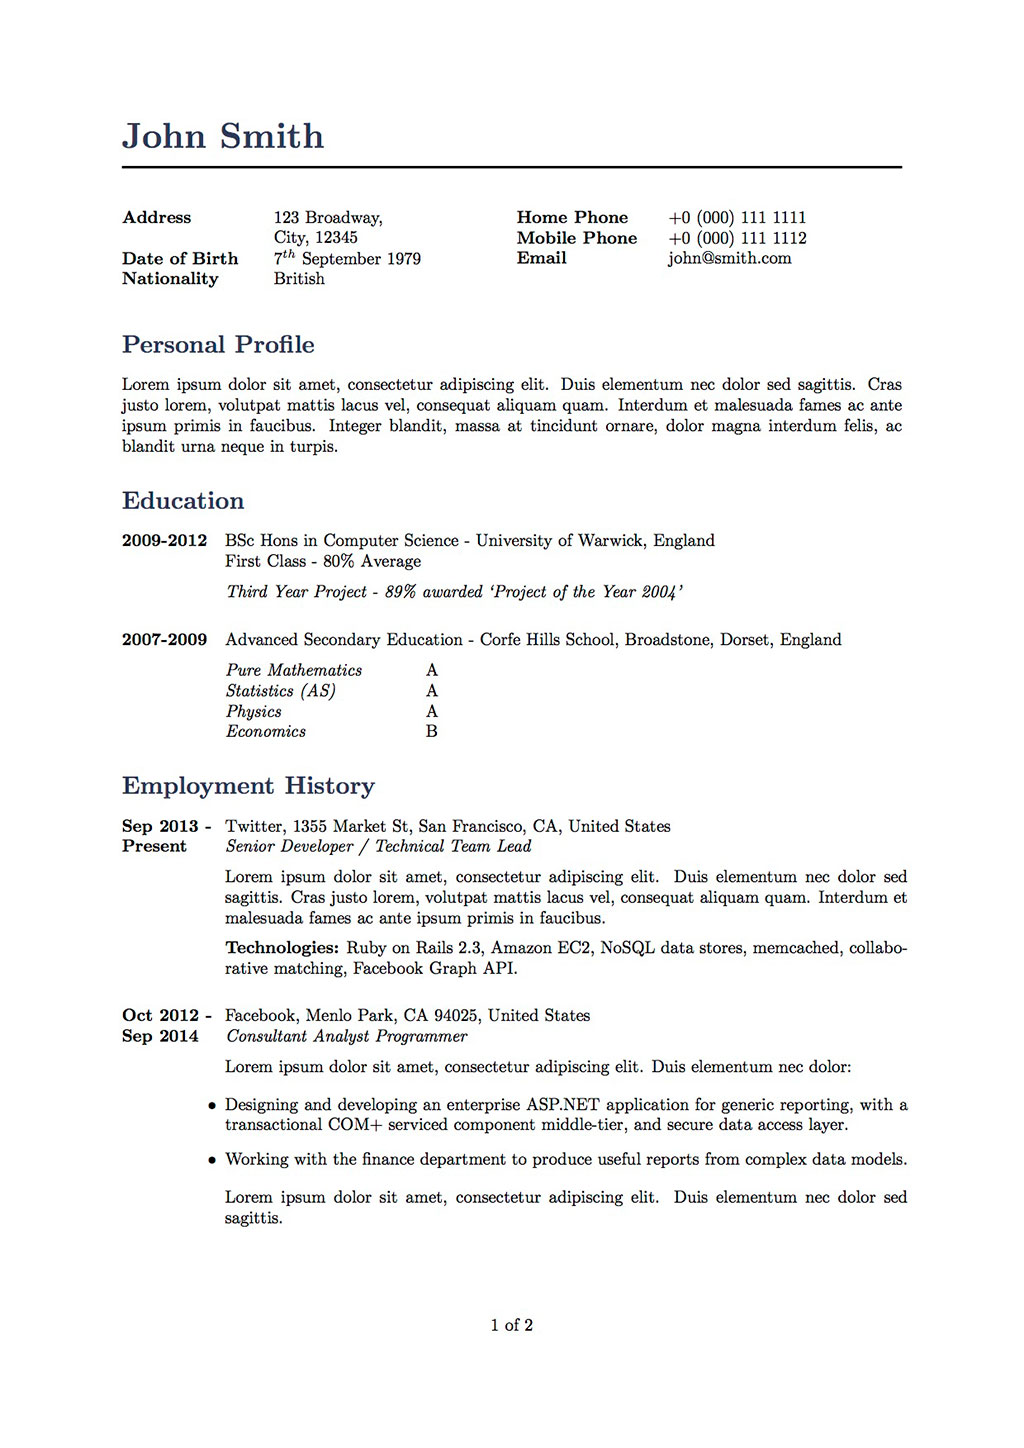 John Smith
Address 123 Broadway, Home Phone +0 (000) 111 1111
City, 12345 Mobile Phone +0 (000) 111 1112
Date of Birth 7th September 1979 Email john@smith.com
Nationality British
Personal Profile
Lorem ipsum dolor sit amet, consectetur adipiscing elit. Duis elementum nec dolor sed sagittis. Cras
justo lorem, volutpat mattis lacus vel, consequat aliquam quam. Interdum et malesuada fames ac ante
ipsum primis in faucibus. Integer blandit, massa at tincidunt ornare, dolor magna interdum felis, ac
blandit urna neque in turpis.
Education
2009-2012 BSc Hons in Computer Science - University of Warwick, England
First Class - 80% Average
Third Year Project - 89% awarded ‘Project of the Year 2004’
2007-2009 Advanced Secondary Education - Corfe Hills School, Broadstone, Dorset, England
Pure Mathematics A
Statistics (AS) A
Physics A
Economics B
Employment History
Sep 2013 - Twitter, 1355 Market St, San Francisco, CA, United States
Present Senior Developer / Technical Team Lead
Lorem ipsum dolor sit amet, consectetur adipiscing elit. Duis elementum nec dolor sed
sagittis. Cras justo lorem, volutpat mattis lacus vel, consequat aliquam quam. Interdum et
malesuada fames ac ante ipsum primis in faucibus.
Technologies: Ruby on Rails 2.3, Amazon EC2, NoSQL data stores, memcached, collabo-
rative matching, Facebook Graph API.
Oct 2012 - Facebook, Menlo Park, CA 94025, United States
Sep 2014 Consultant Analyst Programmer
Lorem ipsum dolor sit amet, consectetur adipiscing elit. Duis elementum nec dolor:
• Designing and developing an enterprise ASP.NET application for generic reporting, with a
transactional COM+ serviced component middle-tier, and secure data access layer.
• Working with the finance department to produce useful reports from complex data models.
Lorem ipsum dolor sit amet, consectetur adipiscing elit. Duis elementum nec dolor sed
sagittis.
1 of 2